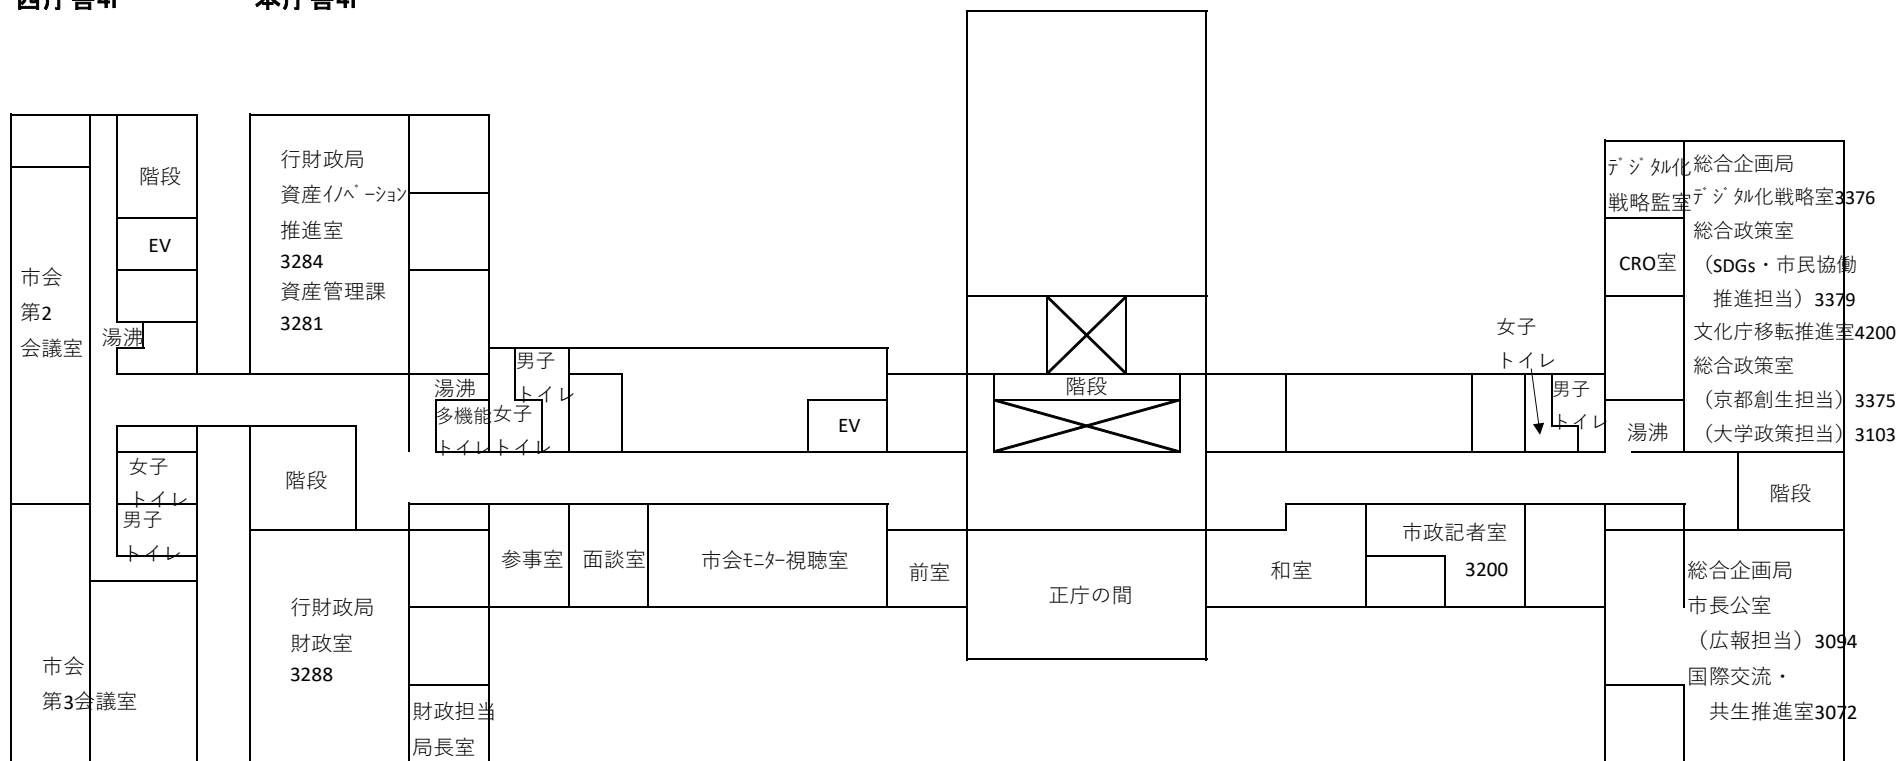 西庁舎4F
本庁舎4F
階段
EV
市会
第2
会議室
湯沸
女子
トイレ
男子
トイレ
市会
第3会議室
行財政局
資産ｲﾉﾍﾞｰｼｮﾝ
推進室
3284
資産管理課
3281
階段
行財政局
財政室
3288
財政担当
局長室
湯沸
多機能
トイレ
女子
トイレ
男子
トイレ
EV
参事室
面談室
市会ﾓﾆﾀｰ視聴室
前室
階段
正庁の間
和室
市政記者室
3200
女子
トイレ
男子
トイレ
湯沸
ﾃﾞｼﾞﾀﾙ化
戦略監室
CRO室
総合企画局
ﾃﾞｼﾞﾀﾙ化戦略室3376
総合政策室
（SDGs・市民協働
推進担当）3379
文化庁移転推進室4200
総合政策室
（京都創生担当）3375
（大学政策担当）3103
階段
総合企画局
市長公室
（広報担当）3094
国際交流・
共生推進室3072